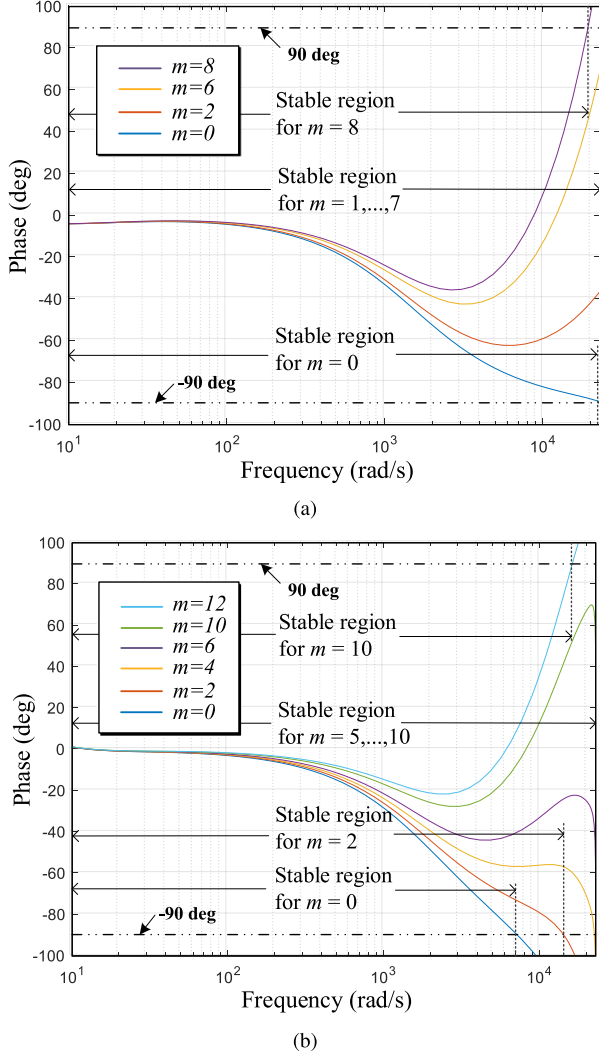 100
80
60
40
20
0
-20
-40
-60
-80
-100
Phase (deg)
90 deg
m=8
m=6
m=2
m=0
Stable region
for m = 8
Stable region
for m = 1,...,7
Stable region
for m = 0
-90 deg
10^1
10^2
10^3
10^4
Frequency (rad/s)
(a)
100
80
60
40
20
0
-20
-40
-60
-80
-100
Phase (deg)
90 deg
m=12
m=10
m=6
m=4
m=2
m=0
Stable region
for m = 10
Stable region
for m = 5,...,10
Stable region
for m = 2
Stable region
for m = 0
-90 deg
10^1
10^2
10^3
10^4
Frequency (rad/s)
(b)